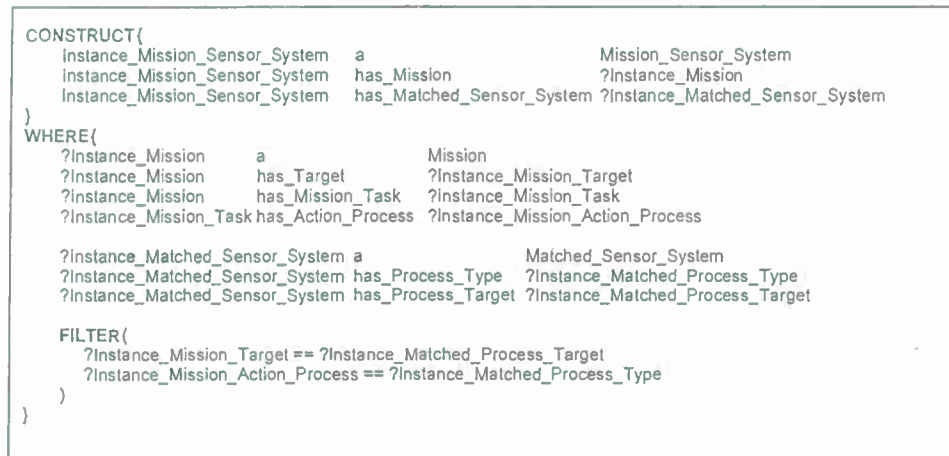 CONSTRUCT{
Instance_Mission_Sensor_System a Mission_Sensor_System
Instance_Mission_Sensor_System has_Mission ?Instance_Mission
Instance_Mission_Sensor_System has_Matched_Sensor_System ?Instance_Matched_Sensor_System
}
WHERE{
?Instance_Mission a Mission
?Instance_Mission has_Target ?Instance_Mission_Target
?Instance_Mission has_Mission_Task ?Instance_Mission_Task
?Instance_Mission_Task has_Action_Process ?Instance_Mission_Action_Process
?Instance_Matched_Sensor_System a Matched_Sensor_System
?Instance_Matched_Sensor_System has_Process_Type ?Instance_Matched_Process_Type
?Instance_Matched_Sensor_System has_Process_Target ?Instance_Matched_Process_Target
FILTER(
?Instance_Mission_Target == ?Instance_Matched_Process_Target
?Instance_Mission_Action_Process == ?Instance_Matched_Process_Type
)
}